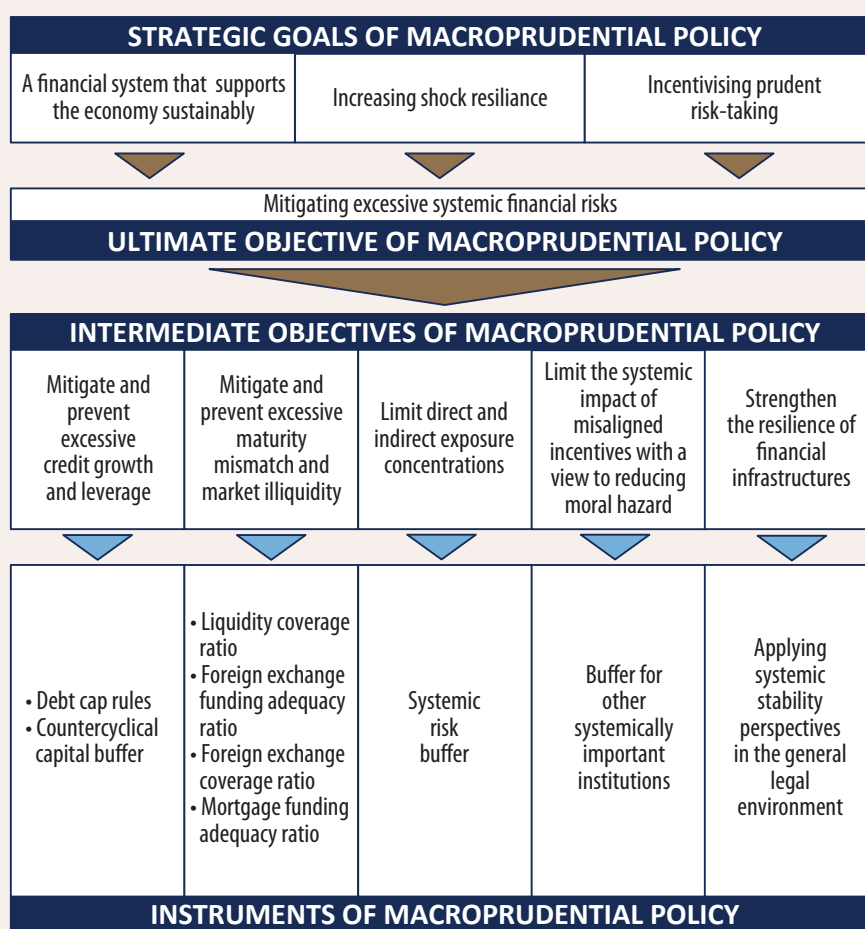 STRATEGIC GOALS OF MACROPRUDENTIAL POLICY
A financial system that supports
the economy sustainably
Increasing shock resiliance
Incentivising prudent
risk-taking
Mitigating excessive systemic financial risks
ULTIMATE OBJECTIVE OF MACROPRUDENTIAL POLICY
INTERMEDIATE OBJECTIVES OF MACROPRUDENTIAL POLICY
Mitigate and
prevent
excessive
credit growth
and leverage
Mitigate and
prevent excessive
maturity
mismatch and
market illiquidity
Limit direct and
indirect exposure
concentrations
Limit the systemic
impact of
misaligned
incentives with a
view to reducing
moral hazard
Strengthen
the resilience of
financial
infrastructures
• Debt cap rules
• Countercyclical
capital buffer
• Liquidity coverage
ratio
• Foreign exchange
funding adequacy
ratio
• Foreign exchange
coverage ratio
• Mortgage funding
adequacy ratio
Systemic
risk
buffer
Buffer for
other
systemically
important
institutions
Applying
systemic
stability
perspectives
in the general
legal
environment
INSTRUMENTS OF MACROPRUDENTIAL POLICY